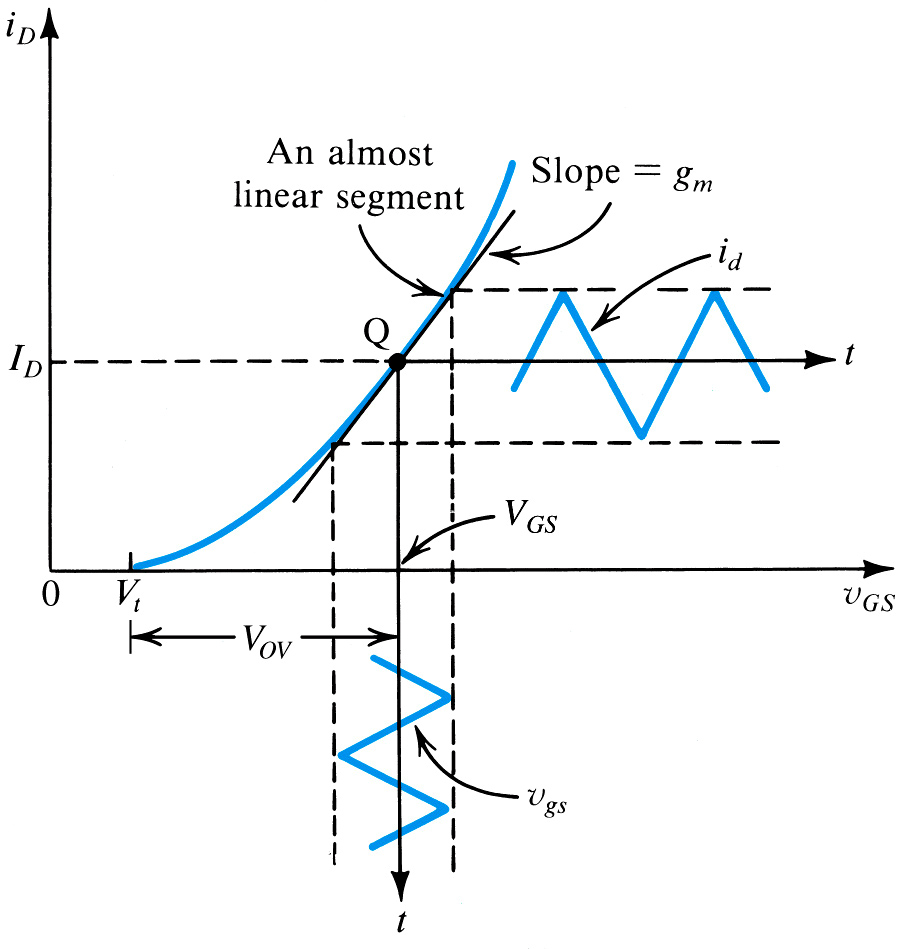 i_D
An almost
linear segment
Slope = g_m
i_d
Q
I_D
t
V_GS
0
V_t
v_GS
V_OV
v_gs
t